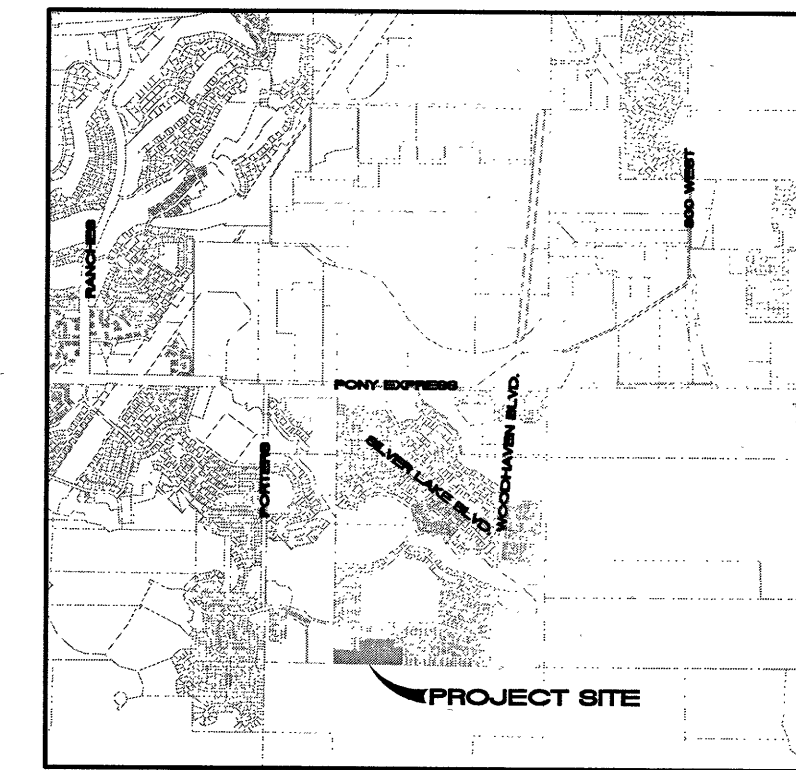 800 WEST
RANCHES
PONY EXPRESS
SILVER LAKE BLVD.
WOODHAVEN BLVD.
PORTERS
PROJECT SITE